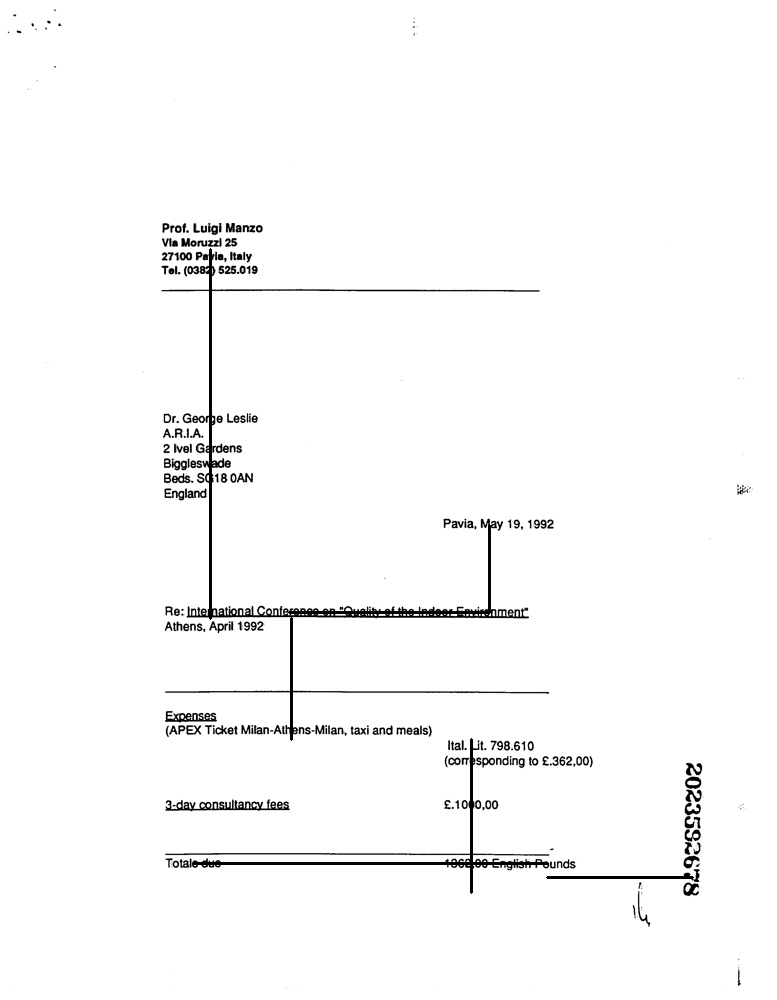 Prof. Luigi Manzo
Via Moruzzi 25
27100 Pavia, Italy
Tel. (0382) 525.019
Dr. George Leslie
A.R.I.A.
2 Ivel Gardens
Biggleswade
Beds. SG18 0AN
England
Pavia, May 19, 1992
Re: International Conference on "Quality of the Indoor Environment"
Athens, April 1992
Expenses
(APEX Ticket Milan-Athens-Milan, taxi and meals)
Ital. Lit. 798.610
(corresponding to £.362,00)
3-day consultancy fees £.1000,00
Totale due 1362,00 English Pounds
2023592678